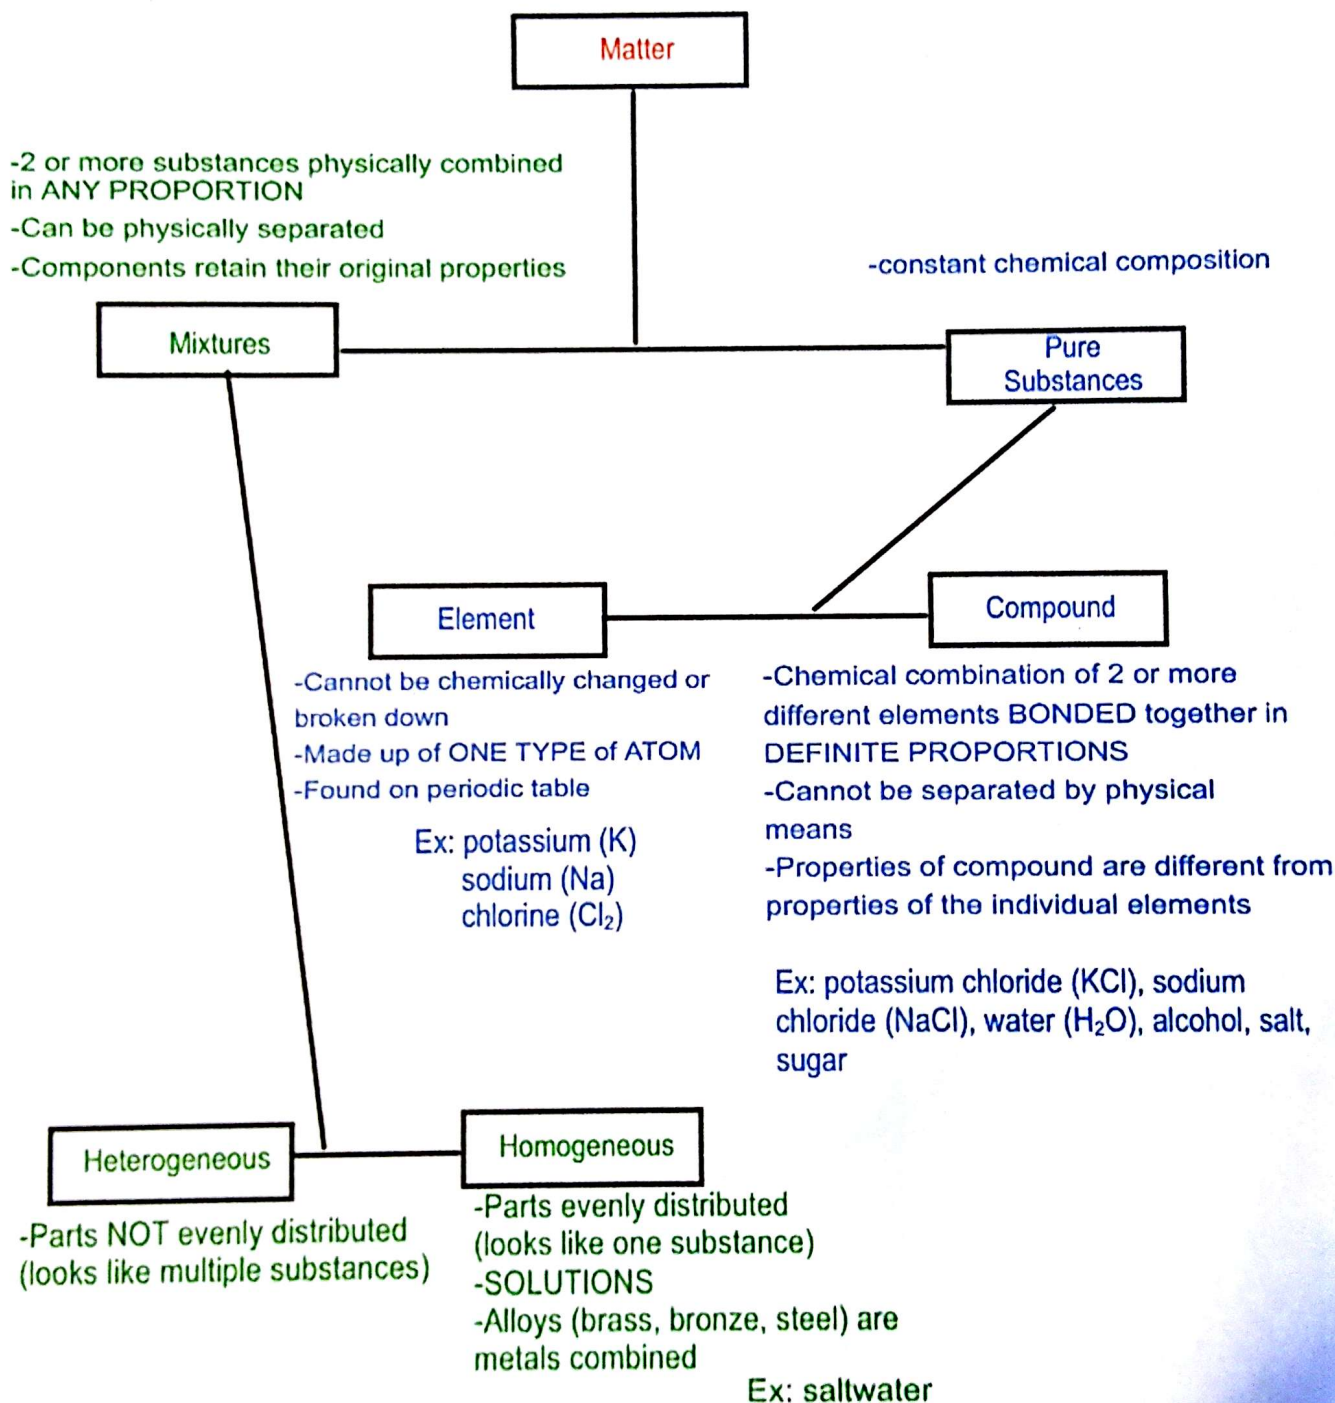 Matter
-2 or more substances physically combined
in ANY PROPORTION
-Can be physically separated
-Components retain their original properties
-constant chemical composition
Mixtures
Pure
Substances
Element
Compound
-Cannot be chemically changed or
broken down
-Made up of ONE TYPE of ATOM
-Found on periodic table
Ex: potassium (K)
sodium (Na)
chlorine (Cl₂)
-Chemical combination of 2 or more
different elements BONDED together in
DEFINITE PROPORTIONS
-Cannot be separated by physical
means
-Properties of compound are different from
properties of the individual elements
Ex: potassium chloride (KCl), sodium
chloride (NaCl), water (H₂O), alcohol, salt,
sugar
Heterogeneous
-Parts NOT evenly distributed
(looks like multiple substances)
Homogeneous
-Parts evenly distributed
(looks like one substance)
-SOLUTIONS
-Alloys (brass, bronze, steel) are
metals combined
Ex: saltwater